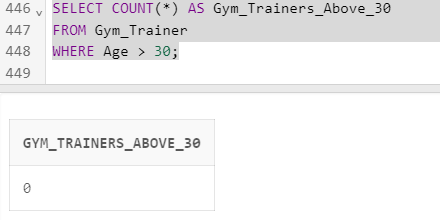 446 SELECT COUNT(*) AS Gym_Trainers_Above_30
447 FROM Gym_Trainer
448 WHERE Age > 30;
449
GYM_TRAINERS_ABOVE_30
0